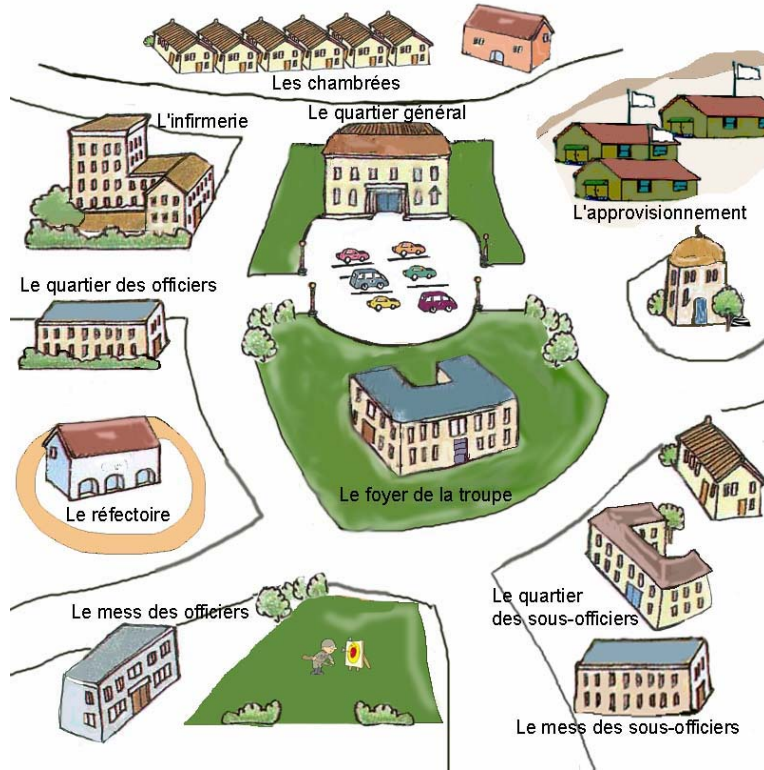 Les chambrées
Le quartier général
L'infirmerie
L'approvisionnement
Le quartier des officiers
Le foyer de la troupe
Le réfectoire
Le quartier
des sous-officiers
Le mess des officiers
Le mess des sous-officiers